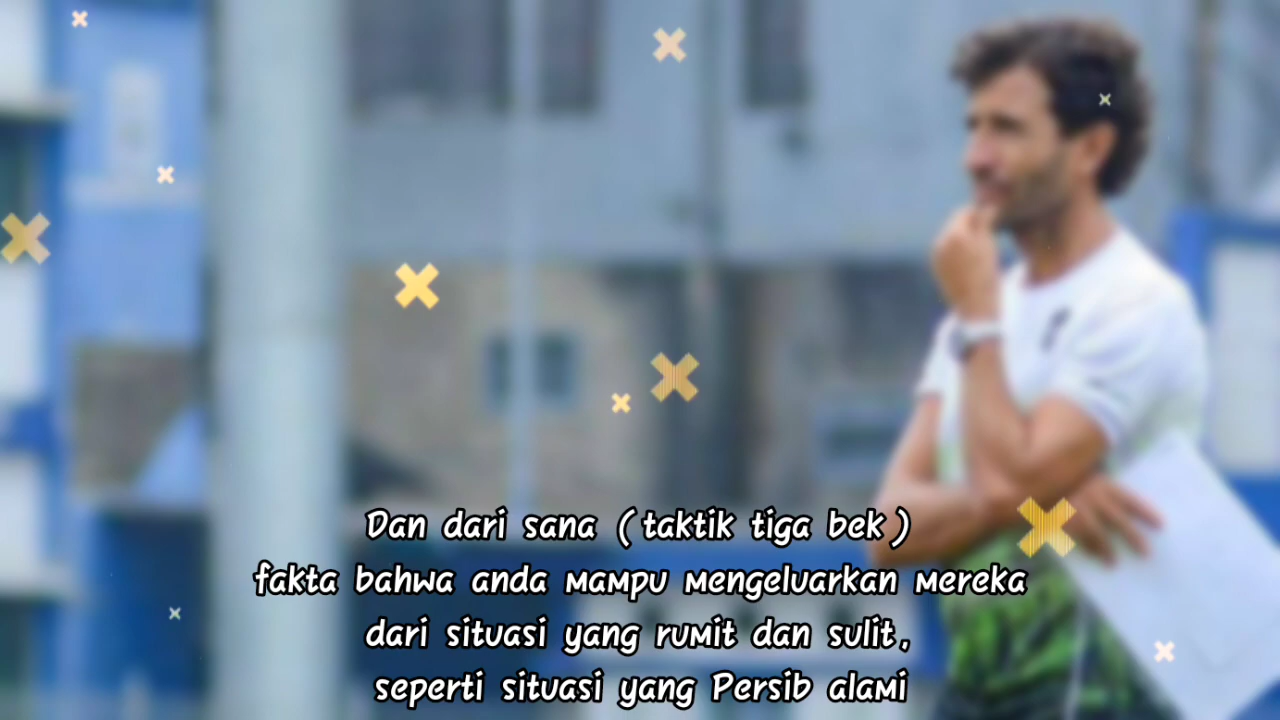 Dan dari sana (taktik tiga bek)
fakta bahwa anda mampu mengeluarkan mereka
dari situasi yang rumit dan sulit,
seperti situasi yang Persib alami